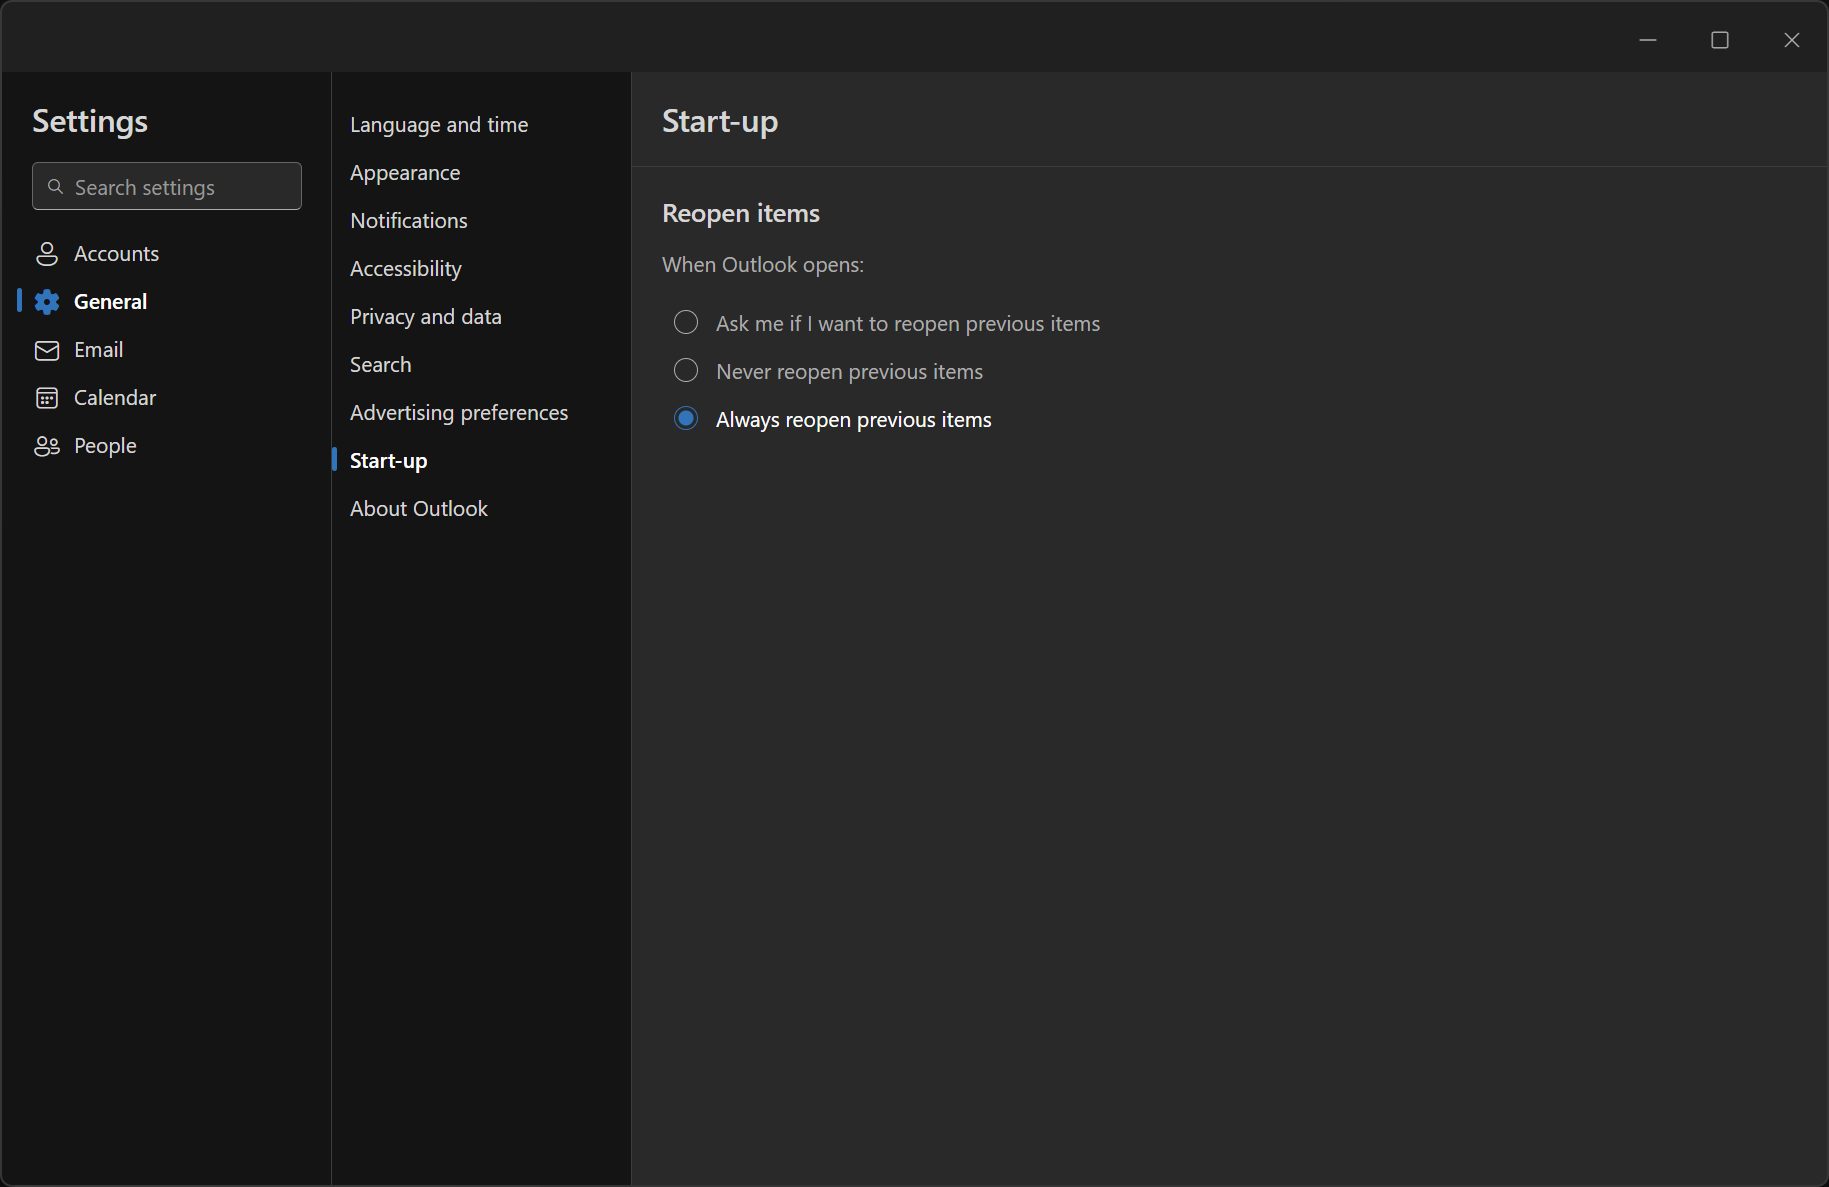 Settings
Search settings
Accounts
General
Email
Calendar
People
Language and time
Appearance
Notifications
Accessibility
Privacy and data
Search
Advertising preferences
Start-up
About Outlook
Start-up
Reopen items
When Outlook opens:
Ask me if I want to reopen previous items
Never reopen previous items
Always reopen previous items